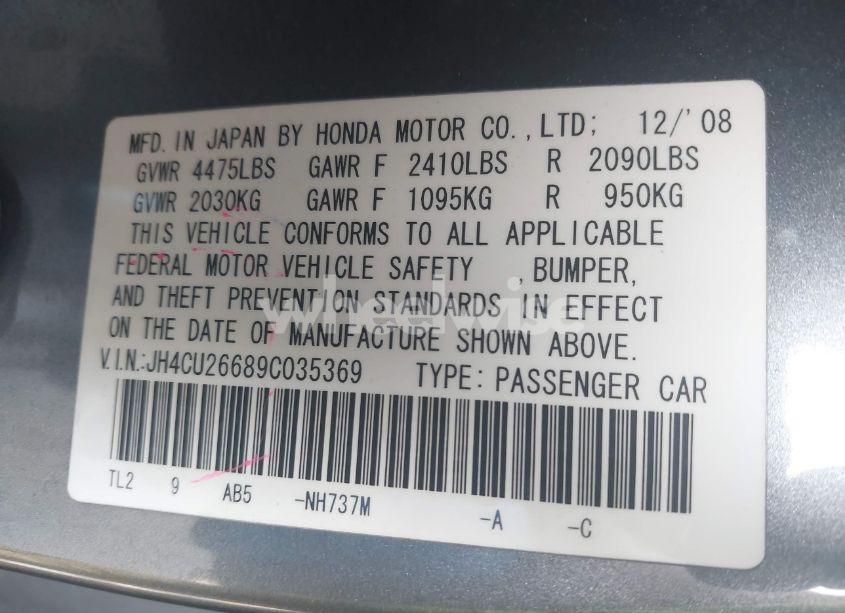 MFD. IN JAPAN BY HONDA MOTOR CO., LTD; 12/'08
GVWR 4475LBS GAWR F 2410LBS R 2090LBS
GVWR 2030KG GAWR F 1095KG R 950KG
THIS VEHICLE CONFORMS TO ALL APPLICABLE
FEDERAL MOTOR VEHICLE SAFETY , BUMPER,
AND THEFT PREVENTION STANDARDS IN EFFECT
ON THE DATE OF MANUFACTURE SHOWN ABOVE.
wheelwise
V.I.N.:JH4CU26689C035369 TYPE: PASSENGER CAR
TL2 9 AB5 -NH737M -A -C